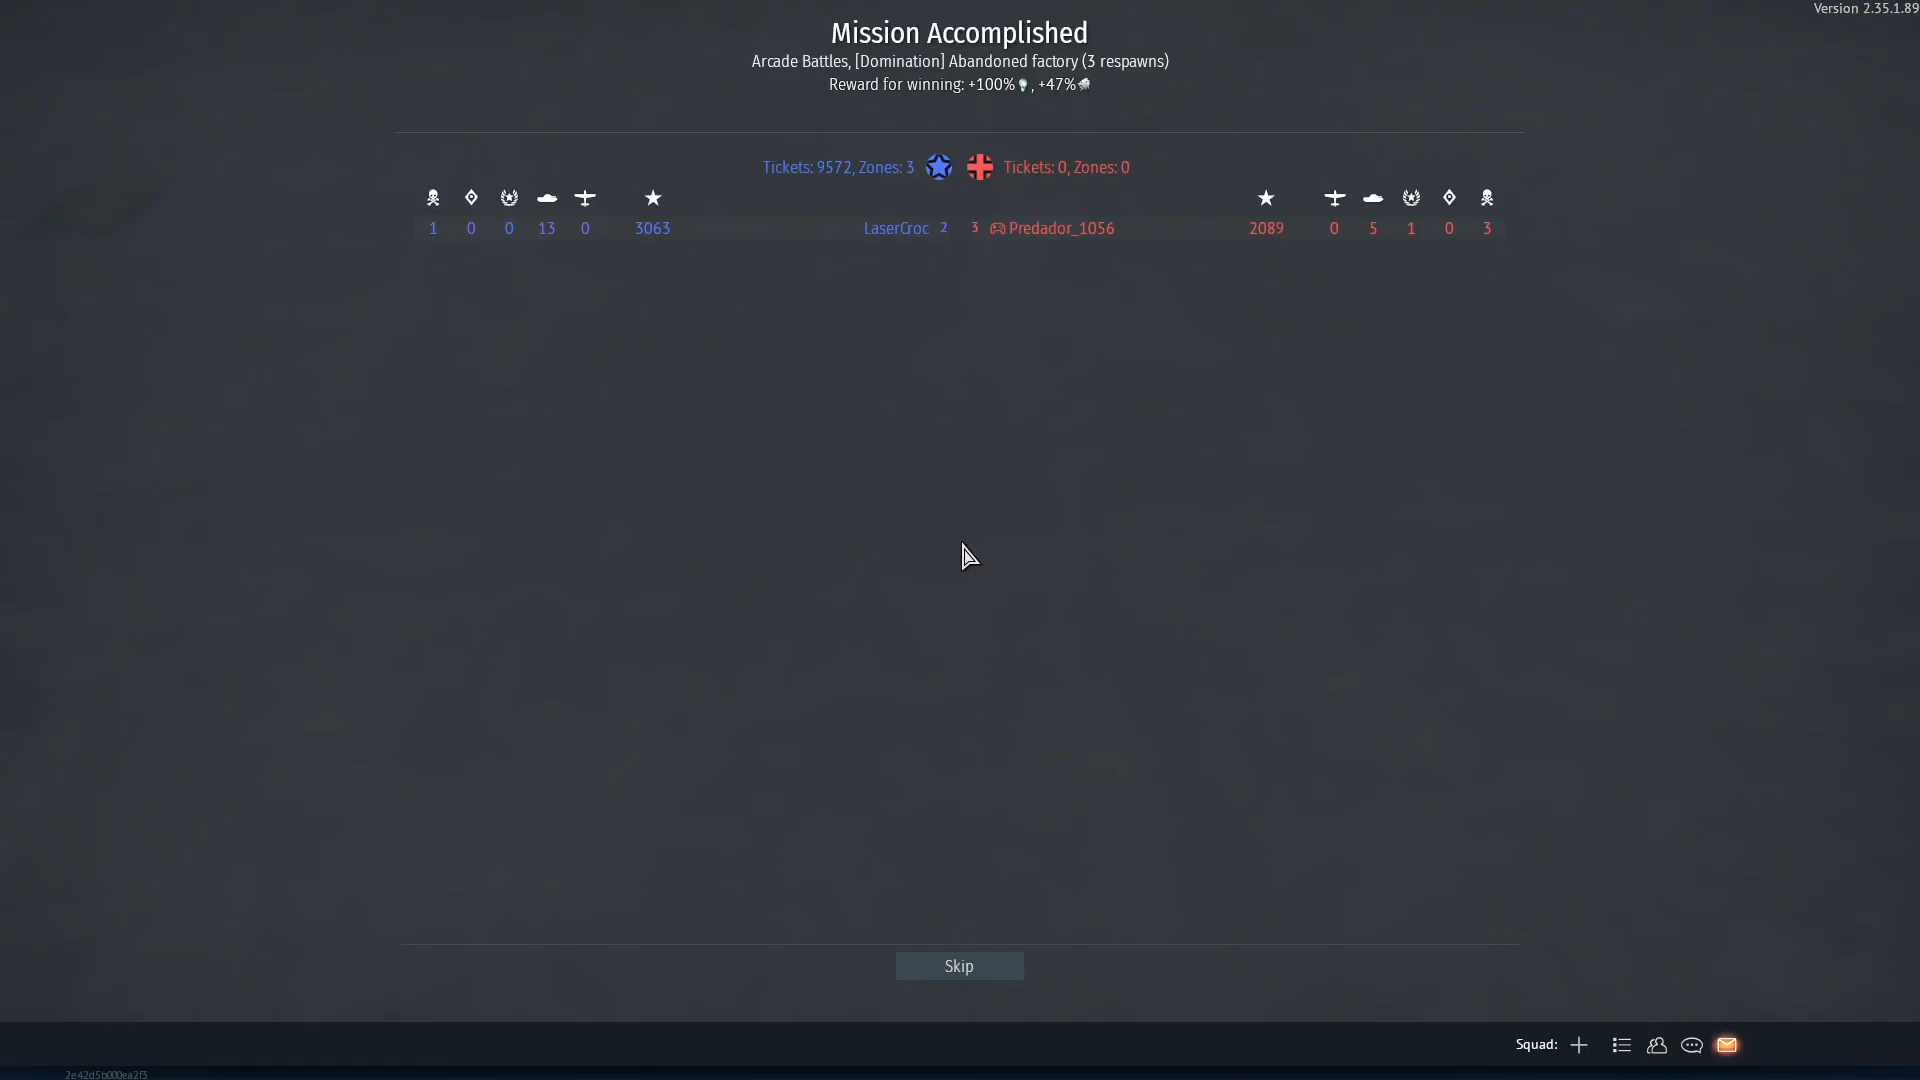 Version 2.35.1.89
Mission Accomplished
Arcade Battles, [Domination] Abandoned factory (3 respawns)
Reward for winning: +100%, +47%
Tickets: 9572, Zones: 3 Tickets: 0, Zones: 0
1 0 0 13 0 3063 LaserCroc 2 3 Predador_1056 2089 0 5 1 0 3
Skip
Squad:
2e42d5b000ea2f3